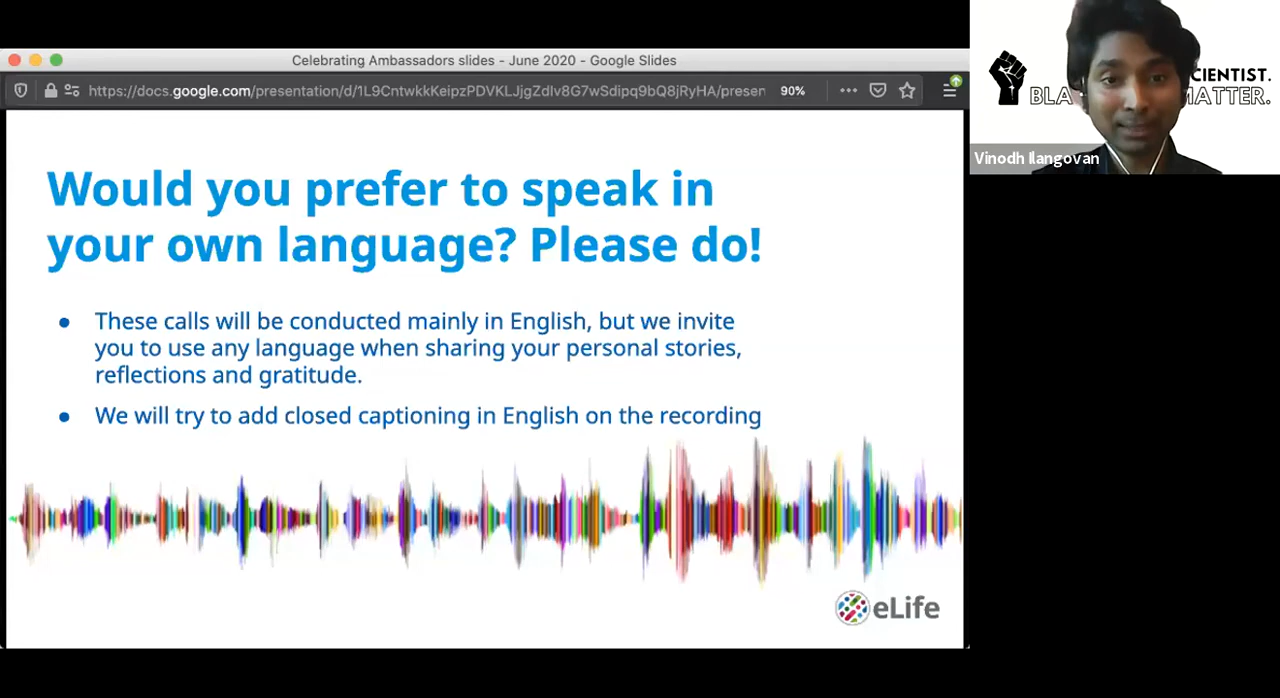 Celebrating Ambassadors slides - June 2020 - Google Slides
https://docs.google.com/presentation/d/1L9CntwkkKeipzPDVKLJjgZdIv8G7wSdipq9bQ8jRyHA/presen 90%
Would you prefer to speak in
your own language? Please do!
• These calls will be conducted mainly in English, but we invite
you to use any language when sharing your personal stories,
reflections and gratitude.
• We will try to add closed captioning in English on the recording
eLife
CIENTIST.
BLA MATTER.
Vinodh Ilangovan